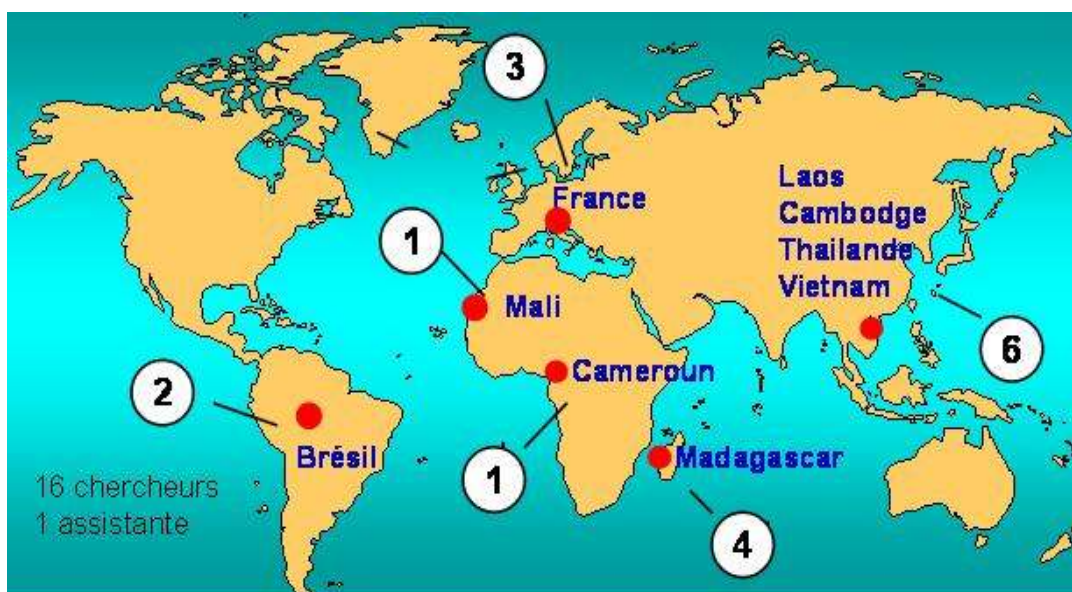 3
France
Laos
Cambodge
Thailande
Vietnam
1
Mali
6
2
Cameroun
Brésil
1
Madagascar
4
16 chercheurs
1 assistante